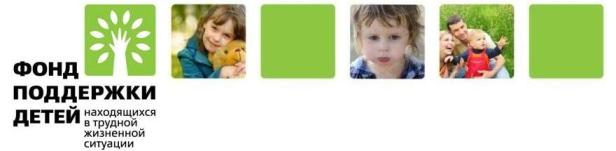 ФОНД
ПОДДЕРЖКИ
ДЕТЕЙ
находящихся
в трудной
жизненной
ситуации